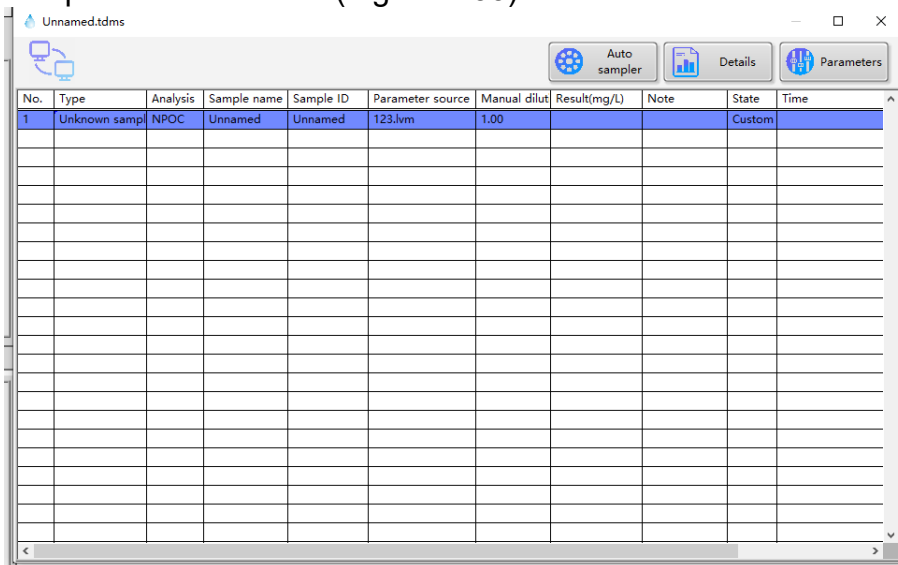 Unnamed.tdms
Auto
sampler
Details
Parameters
No. Type Analysis Sample name Sample ID Parameter source Manual dilut Result(mg/L) Note State Time
1 Unknown sampl NPOC Unnamed Unnamed 123.lvm 1.00 Custom